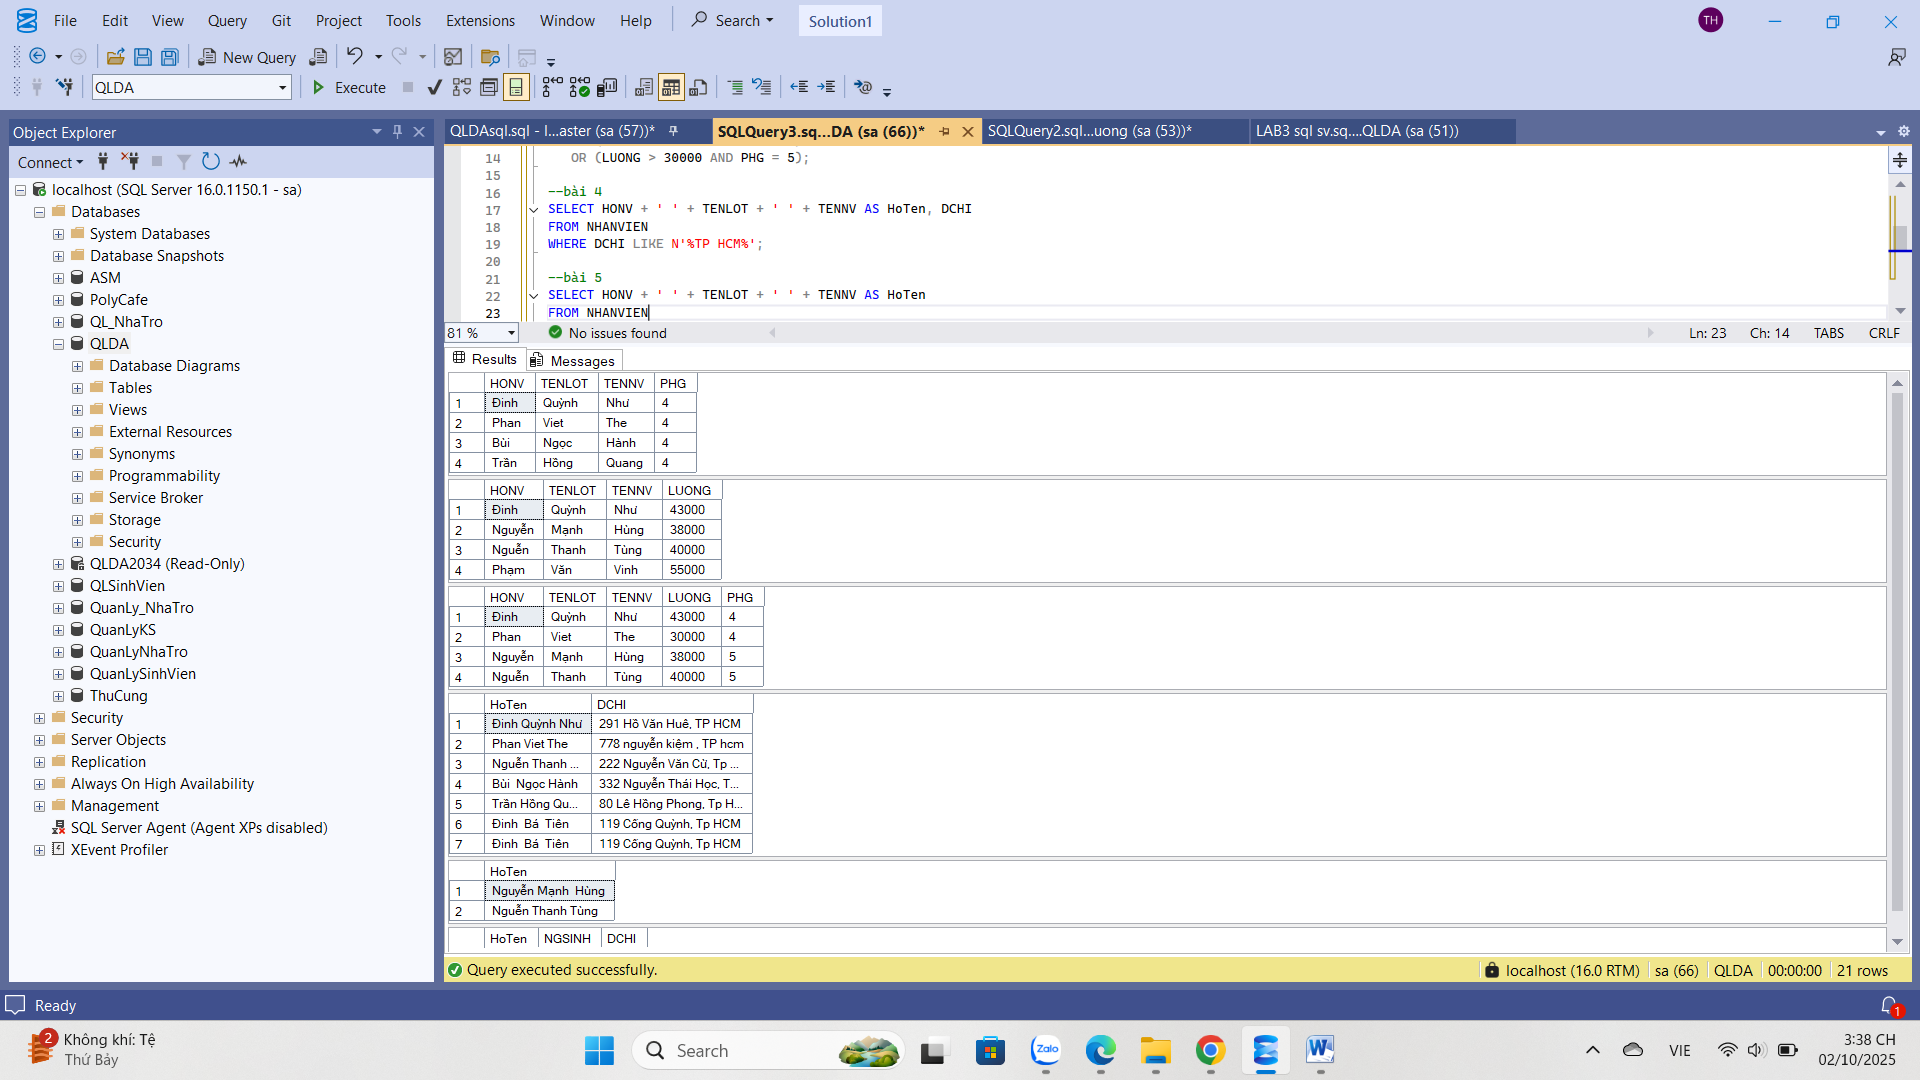 File Edit View Query Git Project Tools Extensions Window Help Search Solution1 TH
New Query
QLDA Execute
Object Explorer
Connect
localhost (SQL Server 16.0.1150.1 - sa)
Databases
System Databases
Database Snapshots
ASM
PolyCafe
QL_NhaTro
QLDA
Database Diagrams
Tables
Views
External Resources
Synonyms
Programmability
Service Broker
Storage
Security
QLDA2034 (Read-Only)
QLSinhVien
QuanLy_NhaTro
QuanLyKS
QuanLyNhaTro
QuanLySinhVien
ThuCung
Security
Server Objects
Replication
Always On High Availability
Management
SQL Server Agent (Agent XPs disabled)
XEvent Profiler
QLDAsql.sql - l...aster (sa (57))* SQLQuery3.sq...DA (sa (66))* SQLQuery2.sql...uong (sa (53))* LAB3 sql sv.sq....QLDA (sa (51))
14 OR (LUONG > 30000 AND PHG = 5);
15
16 --bài 4
17 SELECT HONV + ' ' + TENLOT + ' ' + TENNV AS HoTen, DCHI
18 FROM NHANVIEN
19 WHERE DCHI LIKE N'%TP HCM%';
20
21 --bài 5
22 SELECT HONV + ' ' + TENLOT + ' ' + TENNV AS HoTen
23 FROM NHANVIEN
81 % No issues found Ln: 23 Ch: 14 TABS CRLF
Results Messages
HONV TENLOT TENNV PHG
1 Đinh Quỳnh Như 4
2 Phan Viet The 4
3 Bùi Ngọc Hành 4
4 Trần Hồng Quang 4
HONV TENLOT TENNV LUONG
1 Đinh Quỳnh Như 43000
2 Nguyễn Mạnh Hùng 38000
3 Nguễn Thanh Tùng 40000
4 Phạm Văn Vinh 55000
HONV TENLOT TENNV LUONG PHG
1 Đinh Quỳnh Như 43000 4
2 Phan Viet The 30000 4
3 Nguyễn Mạnh Hùng 38000 5
4 Nguễn Thanh Tùng 40000 5
HoTen DCHI
1 Đinh Quỳnh Như 291 Hồ Văn Huê, TP HCM
2 Phan Viet The 778 nguyễn kiệm , TP hcm
3 Nguễn Thanh ... 222 Nguyễn Văn Cừ, Tp ...
4 Bùi Ngọc Hành 332 Nguyễn Thái Học, T...
5 Trần Hồng Qu... 80 Lê Hồng Phong, Tp H...
6 Đinh Bá Tiên 119 Cống Quỳnh, Tp HCM
7 Đinh Bá Tiên 119 Cống Quỳnh, Tp HCM
HoTen
1 Nguyễn Mạnh Hùng
2 Nguễn Thanh Tùng
HoTen NGSINH DCHI
Query executed successfully. localhost (16.0 RTM) sa (66) QLDA 00:00:00 21 rows
Ready 1
2 Không khí: Tệ
Thứ Bảy
Search
Zalo
VIE
3:38 CH
02/10/2025